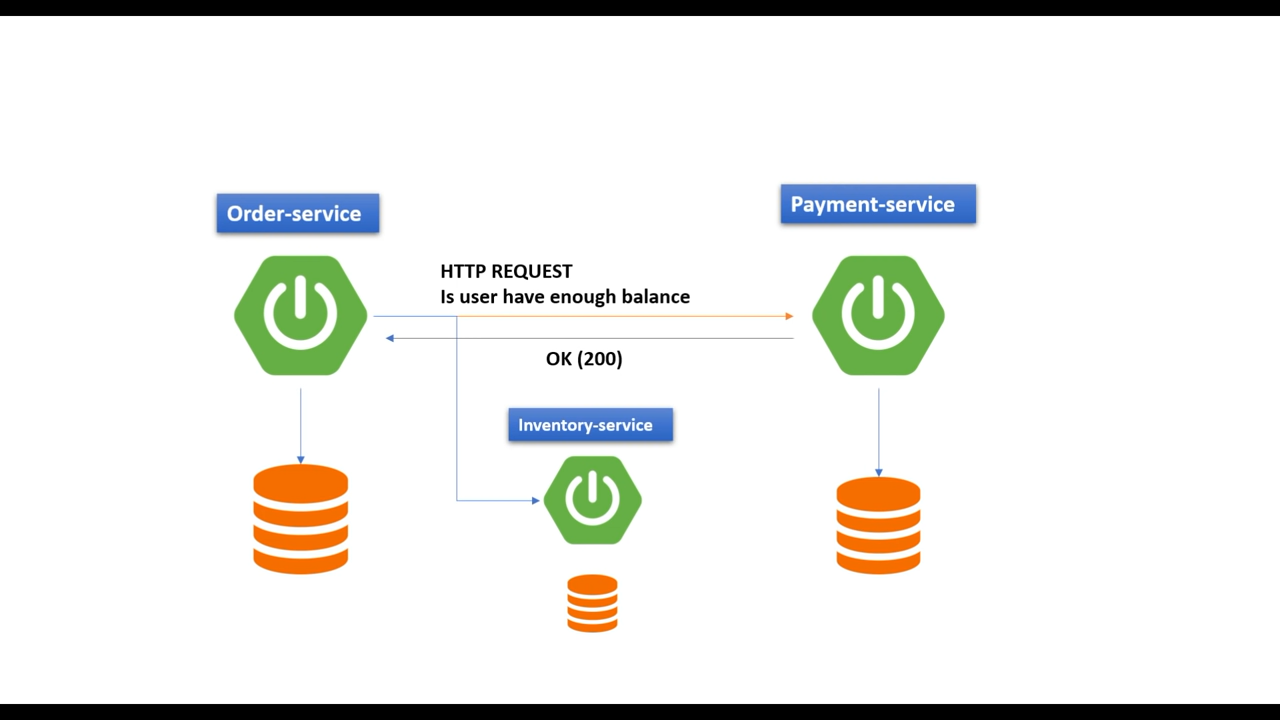 Order-service
Payment-service
HTTP REQUEST
Is user have enough balance
OK (200)
Inventory-service